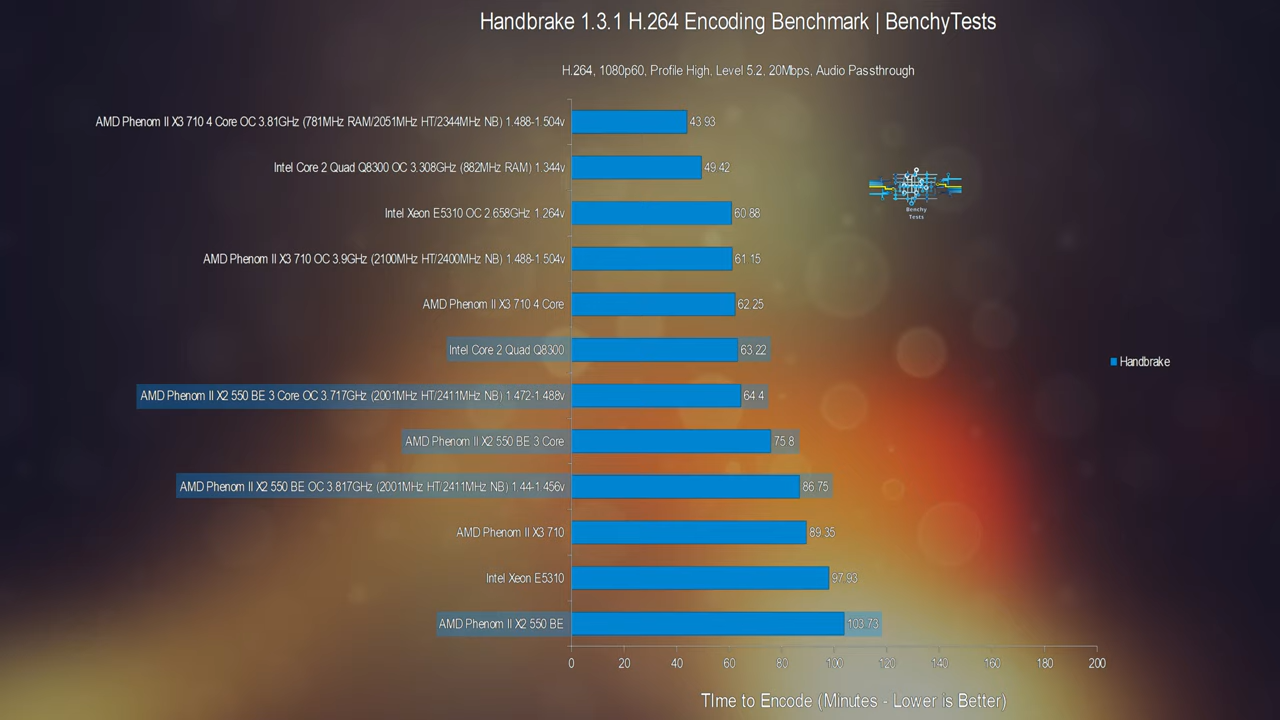 Handbrake 1.3.1 H.264 Encoding Benchmark | BenchyTests
H.264, 1080p60, Profile High, Level 5.2, 20Mbps, Audio Passthrough
AMD Phenom II X3 710 4 Core OC 3.81GHz (781MHz RAM/2051MHz HT/2344MHz NB) 1.488-1.504v 43.93
Intel Core 2 Quad Q8300 OC 3.308GHz (882MHz RAM) 1.344v 49.42
Intel Xeon E5310 OC 2.658GHz 1.264v 60.88
AMD Phenom II X3 710 OC 3.9GHz (2100MHz HT/2400MHz NB) 1.488-1.504v 61.15
AMD Phenom II X3 710 4 Core 62.25
Intel Core 2 Quad Q8300 63.22
AMD Phenom II X2 550 BE 3 Core OC 3.717GHz (2001MHz HT/2411MHz NB) 1.472-1.488v 64.4
AMD Phenom II X2 550 BE 3 Core 75.8
AMD Phenom II X2 550 BE OC 3.817GHz (2001MHz HT/2411MHz NB) 1.44-1.456v 86.75
AMD Phenom II X3 710 89.35
Intel Xeon E5310 97.93
AMD Phenom II X2 550 BE 103.73
0 20 40 60 80 100 120 140 160 180 200
TIme to Encode (Minutes - Lower is Better)
Handbrake
Benchy
Tests